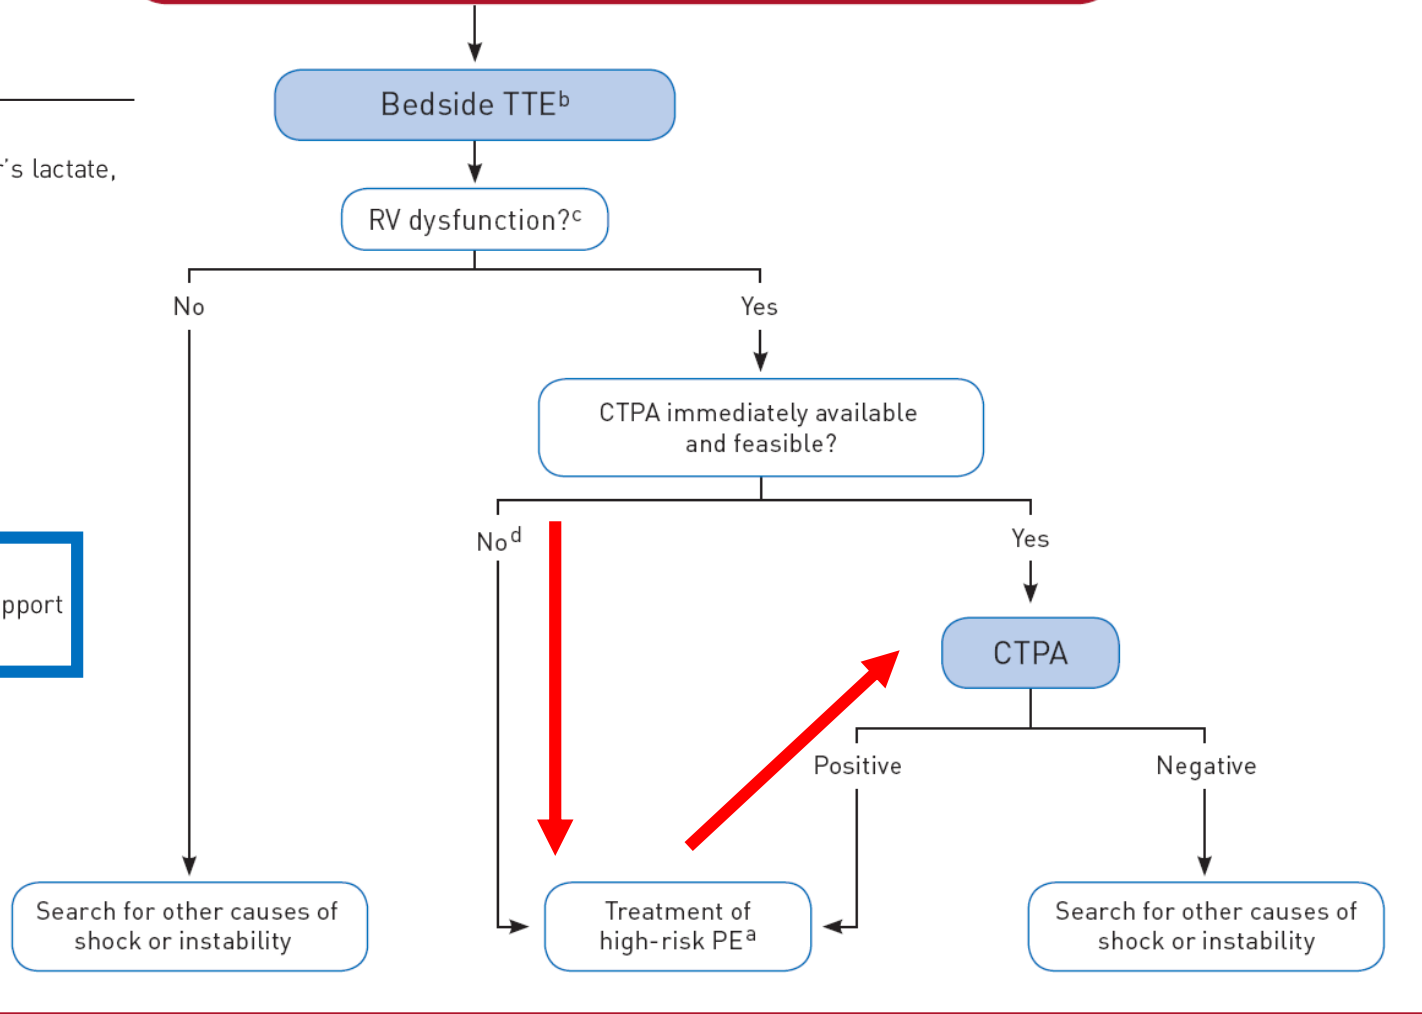 Bedside TTEᵇ
r's lactate,
RV dysfunction?ᶜ
No
Yes
CTPA immediately available
and feasible?
Noᵈ
Yes
pport
CTPA
Positive
Negative
Search for other causes of
shock or instability
Treatment of
high-risk PEᵃ
Search for other causes of
shock or instability